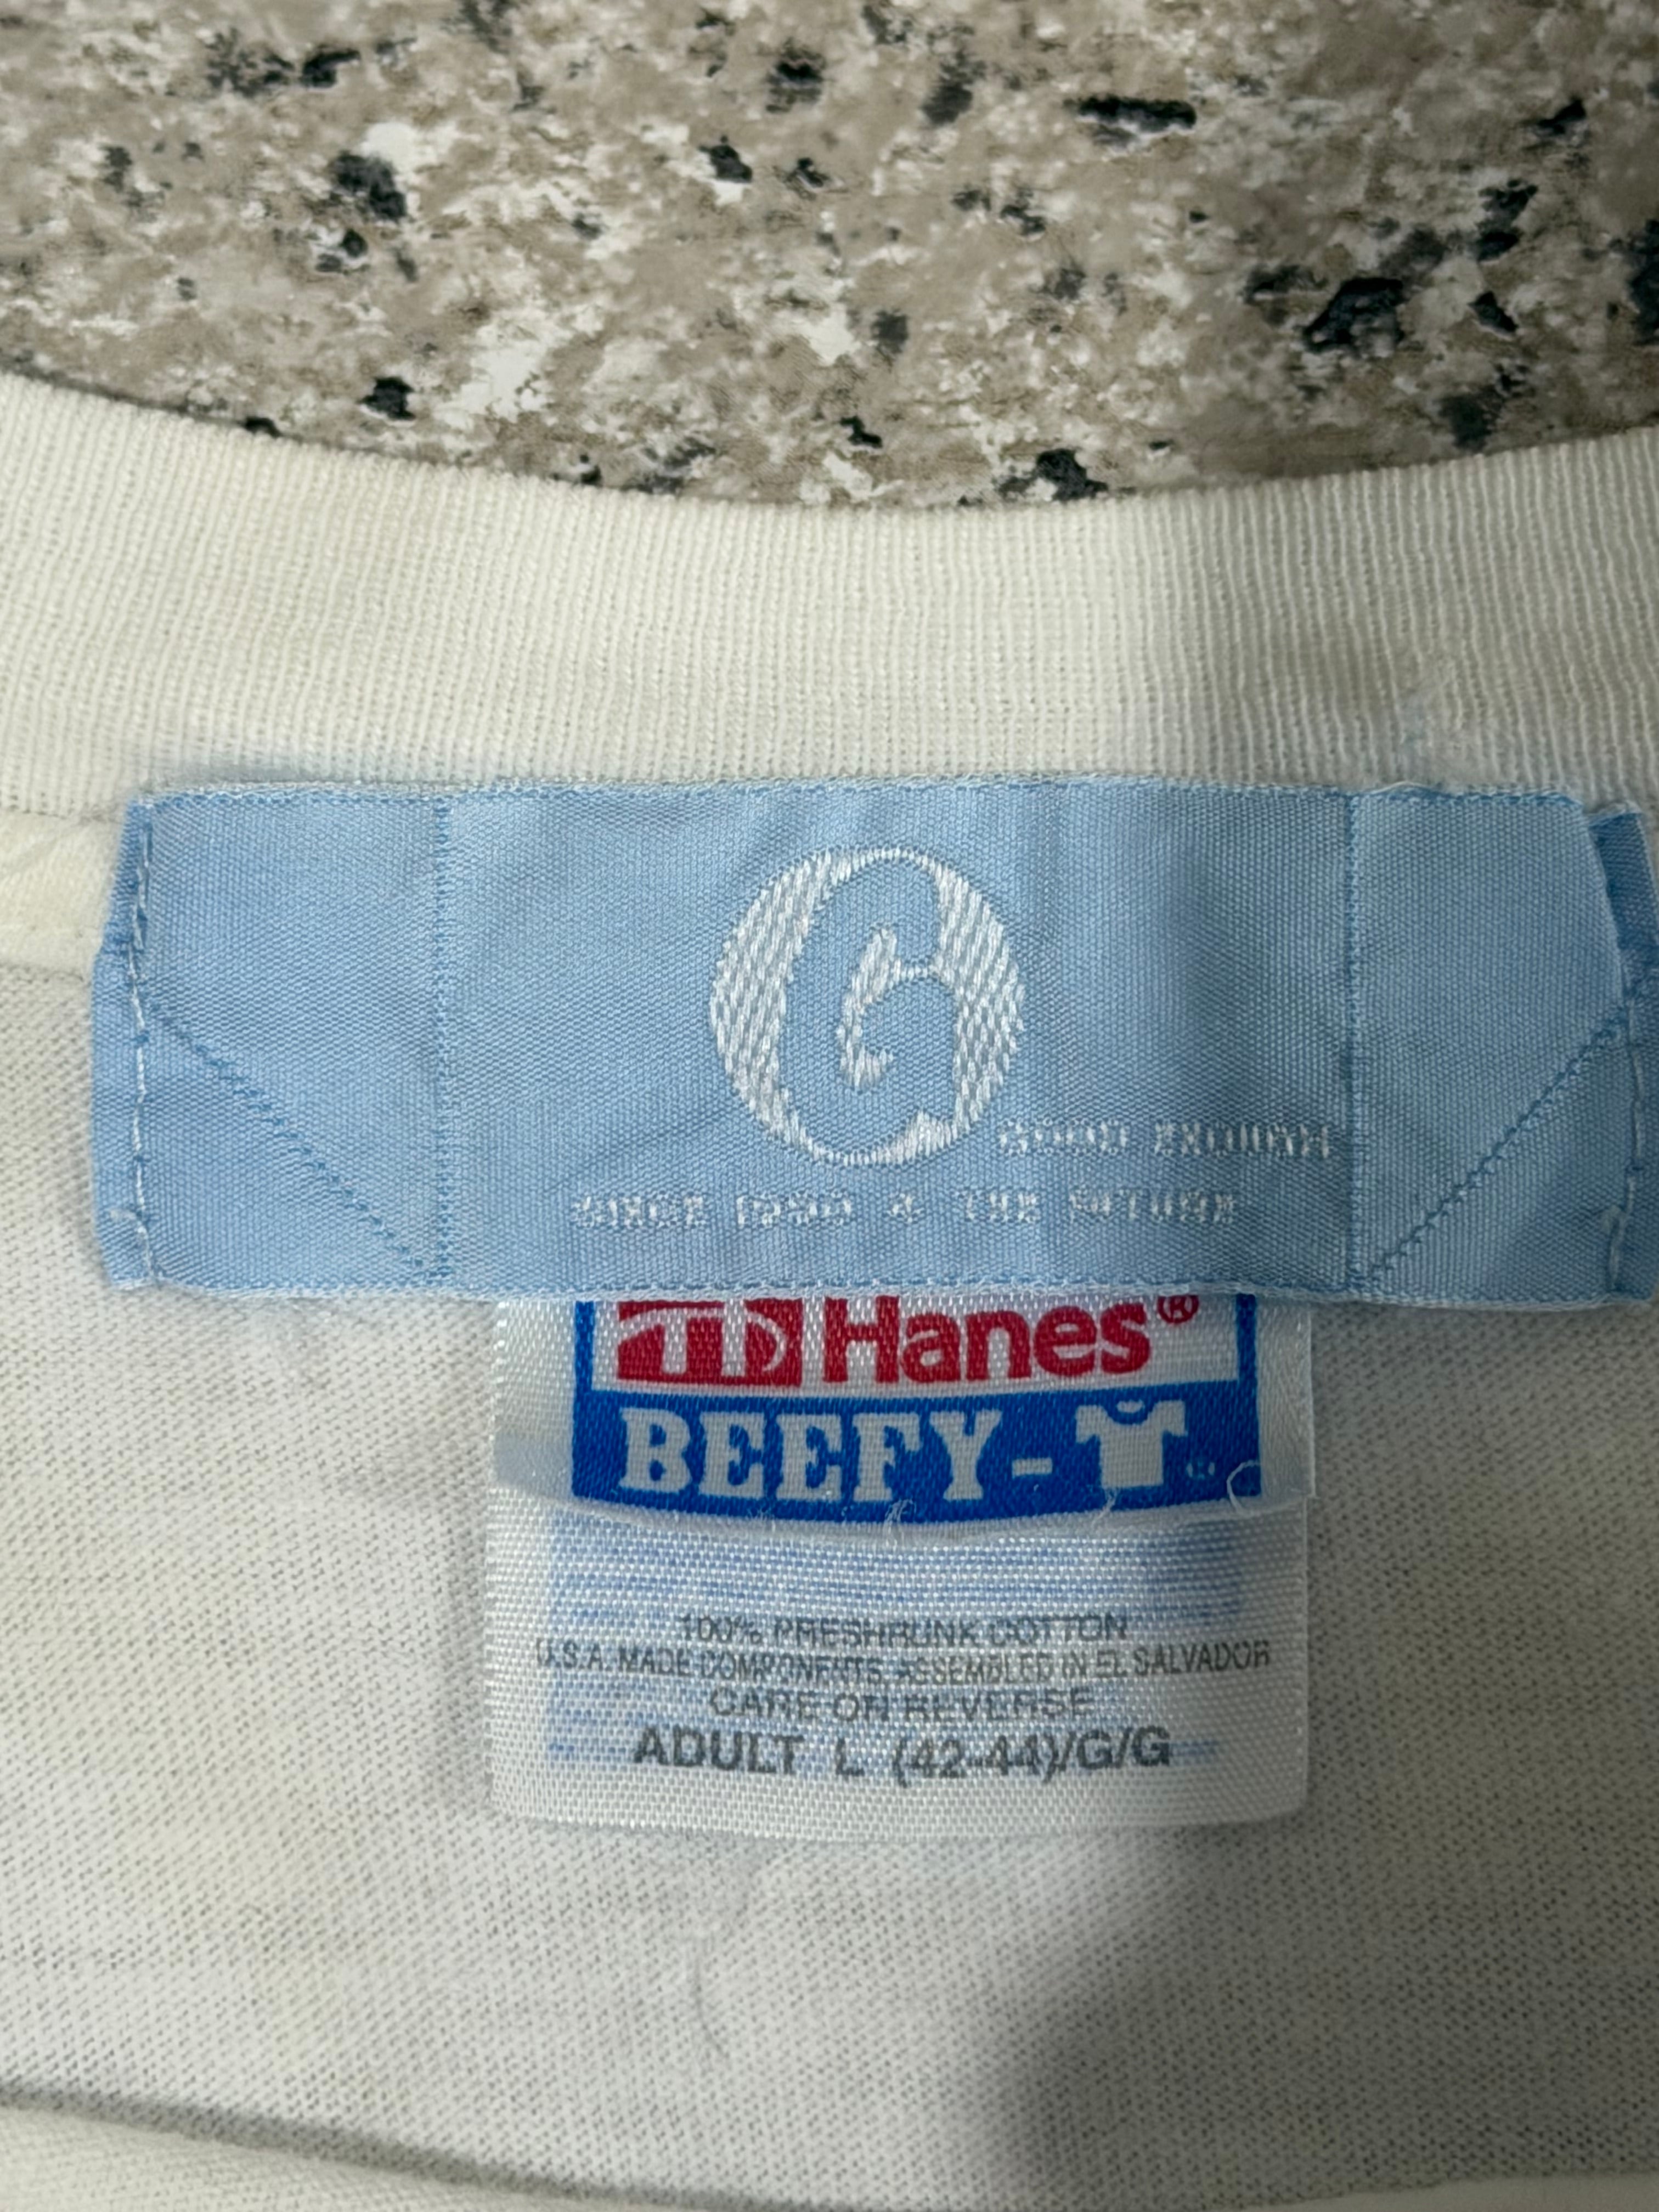 G
GOOD ENOUGH
SINCE 1990 4 THE FUTURE
Hanes®
BEEFY-T®
100% PRESHRUNK COTTON
U.S.A. MADE COMPONENTS, ASSEMBLED IN EL SALVADOR
CARE ON REVERSE
ADULT L (42-44)/G/G